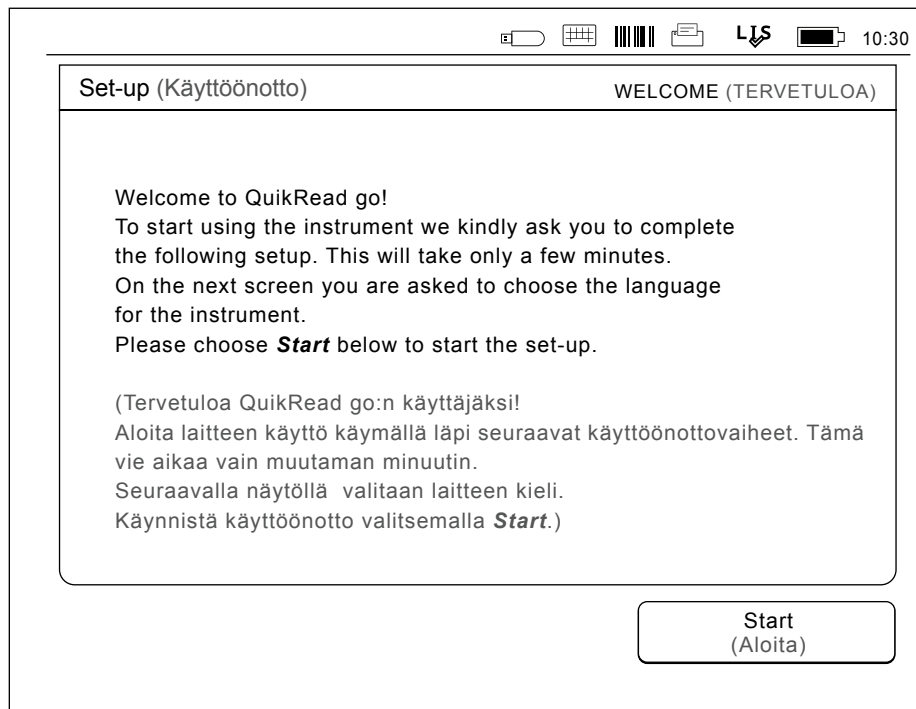 LIS 10:30
Set-up (Käyttöönotto) WELCOME (TERVETULOA)
Welcome to QuikRead go!
To start using the instrument we kindly ask you to complete
the following setup. This will take only a few minutes.
On the next screen you are asked to choose the language
for the instrument.
Please choose Start below to start the set-up.
(Tervetuloa QuikRead go:n käyttäjäksi!
Aloita laitteen käyttö käymällä läpi seuraavat käyttöönottovaiheet. Tämä
vie aikaa vain muutaman minuutin.
Seuraavalla näytöllä valitaan laitteen kieli.
Käynnistä käyttöönotto valitsemalla Start.)
Start
(Aloita)